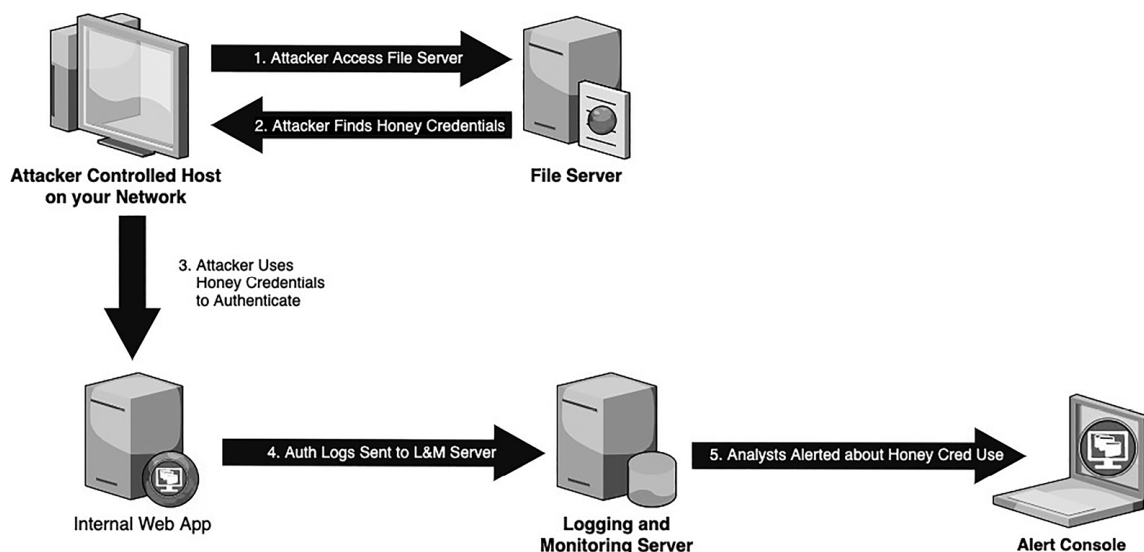 1. Attacker Access File Server
2. Attacker Finds Honey Credentials
Attacker Controlled Host
on your Network
File Server
3. Attacker Uses
Honey Credentials
to Authenticate
4. Auth Logs Sent to L&M Server
5. Analysts Alerted about Honey Cred Use
Internal Web App
Logging and
Monitoring Server
Alert Console